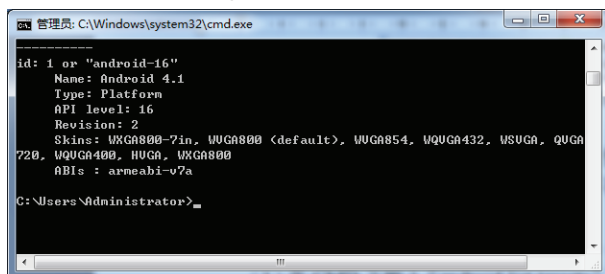 管理员: C:\Windows\system32\cmd.exe
----------
id: 1 or "android-16"
Name: Android 4.1
Type: Platform
API level: 16
Revision: 2
Skins: WXGA800-7in, WVGA800 (default), WVGA854, WQVGA432, WSVGA, QVGA
720, WQVGA400, HVGA, WXGA800
ABIs : armeabi-v7a
C:\Users\Administrator>_